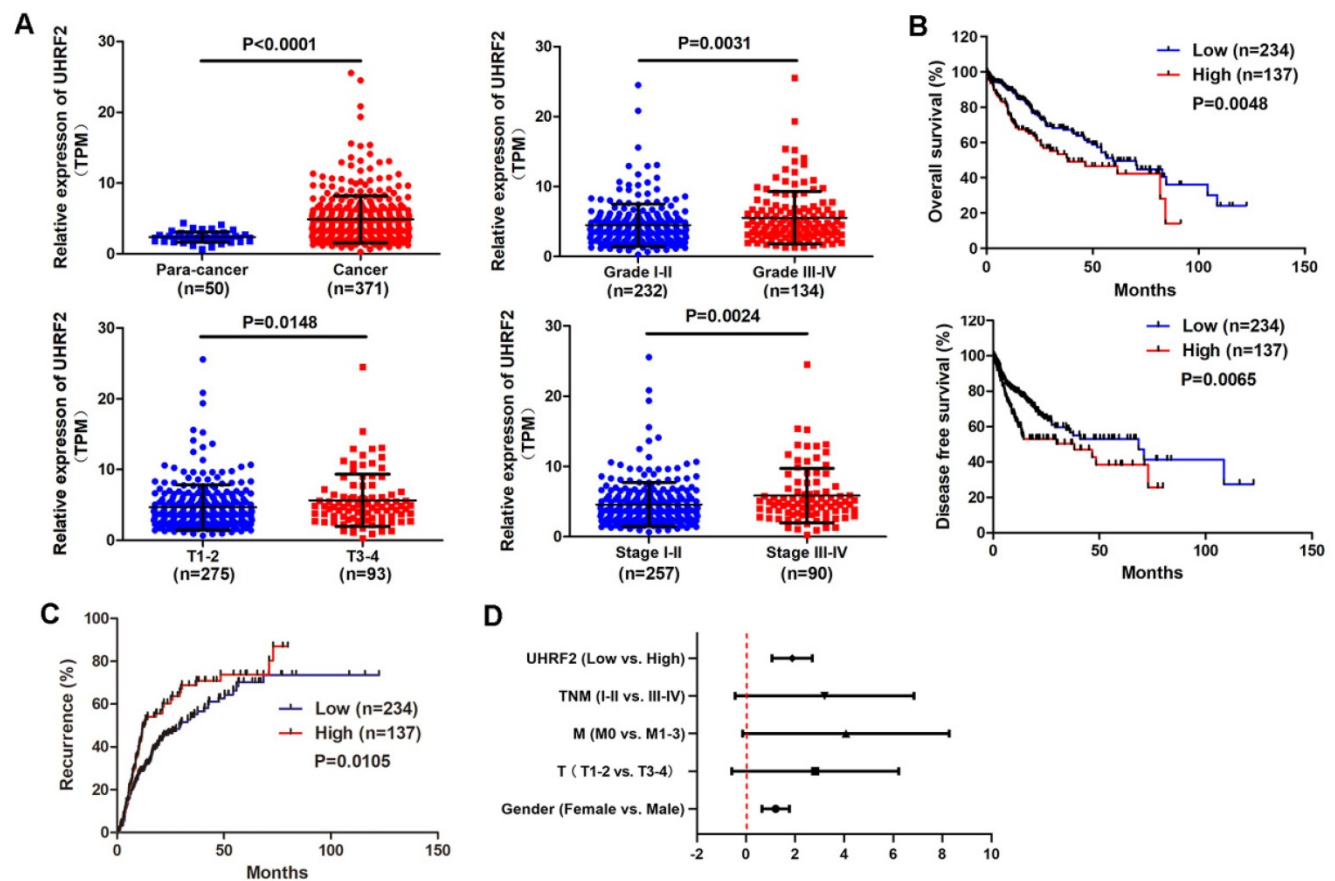 A
Relative expresson of UHRF2
（TPM）
30
20
10
0
P<0.0001
Para-cancer
(n=50)
Cancer
(n=371)
Relative expresson of UHRF2
（TPM）
30
20
10
0
P=0.0031
Grade I-II
(n=232)
Grade III-IV
(n=134)
Relative expresson of UHRF2
（TPM）
30
20
10
0
P=0.0148
T1-2
(n=275)
T3-4
(n=93)
Relative expresson of UHRF2
（TPM）
30
20
10
0
P=0.0024
Stage I-II
(n=257)
Stage III-IV
(n=90)
B
Overall survival (%)
120
100
80
60
40
20
0
Low (n=234)
High (n=137)
P=0.0048
0 50 100 150
Months
Disease free survival (%)
120
100
80
60
40
20
0
Low (n=234)
High (n=137)
P=0.0065
0 50 100 150
Months
C
Recurrence (%)
100
80
60
40
20
0
Low (n=234)
High (n=137)
P=0.0105
0 50 100 150
Months
D
UHRF2 (Low vs. High)
TNM (I-II vs. III-IV)
M (M0 vs. M1-3)
T（ T1-2 vs. T3-4）
Gender (Female vs. Male)
-2 0 2 4 6 8 10